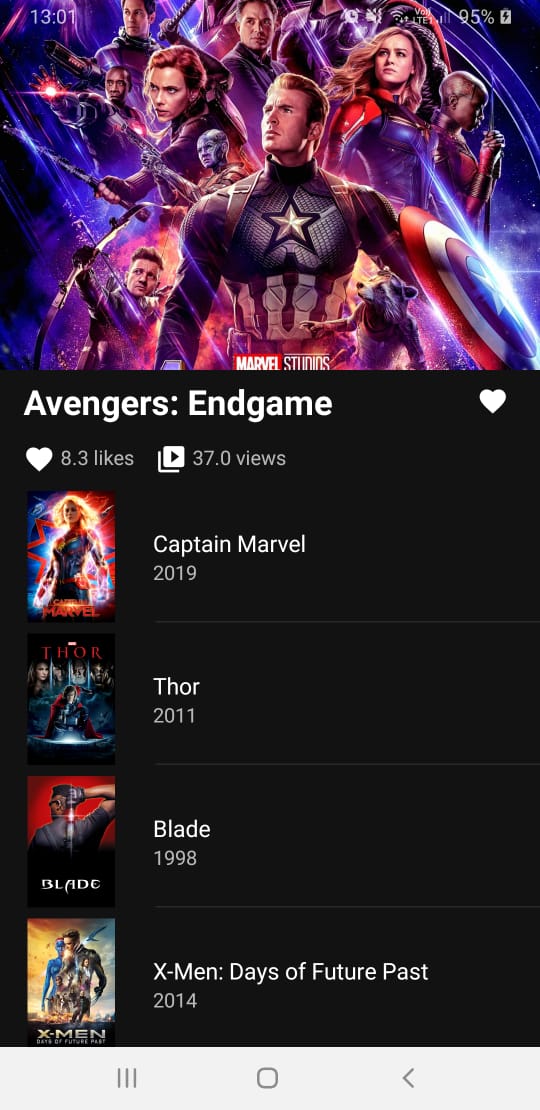 13:01
Vo))
LTE1
95%
MARVEL STUDIOS
Avengers: Endgame
8.3 likes
37.0 views
CAPTAIN
MARVEL
Captain Marvel
2019
THOR
Thor
2011
BLADE
Blade
1998
X-MEN
DAYS OF FUTURE PAST
X-Men: Days of Future Past
2014